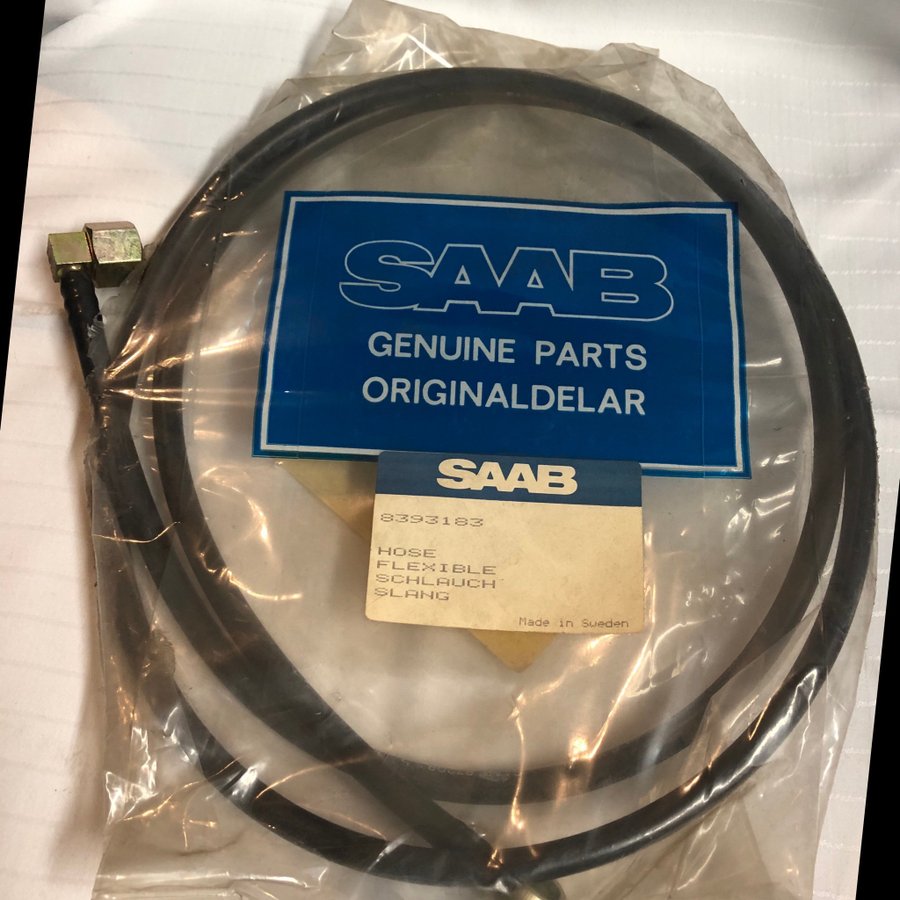 SAAB
GENUINE PARTS
ORIGINALDELAR
SAAB
8393183
HOSE
FLEXIBLE
SCHLAUCH
SLANG
Made in Sweden